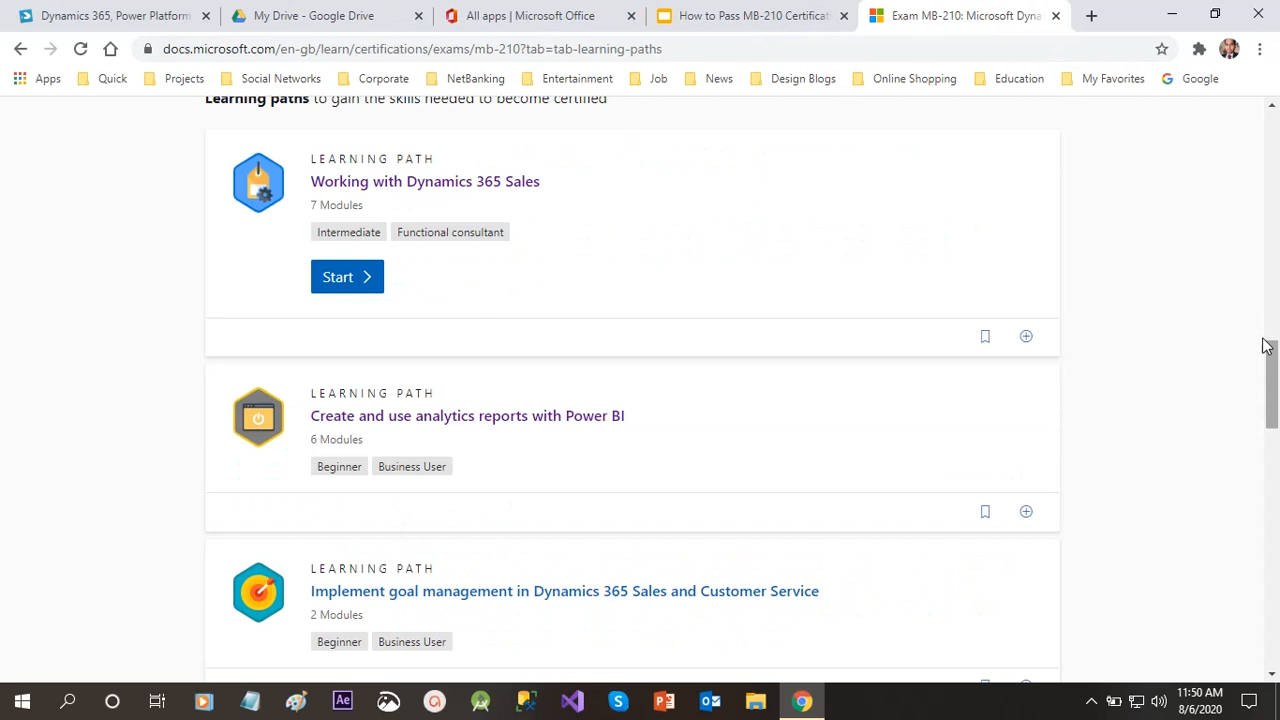 Dynamics 365, Power Platform
My Drive - Google Drive
All apps | Microsoft Office
How to Pass MB-210 Certificat
Exam MB-210: Microsoft Dyna
docs.microsoft.com/en-gb/learn/certifications/exams/mb-210?tab=tab-learning-paths
Apps
Quick
Projects
Social Networks
Corporate
NetBanking
Entertainment
Job
News
Design Blogs
Online Shopping
Education
My Favorites
Google
Learning paths to gain the skills needed to become certified
LEARNING PATH
Working with Dynamics 365 Sales
7 Modules
Intermediate
Functional consultant
Start
LEARNING PATH
Create and use analytics reports with Power BI
6 Modules
Beginner
Business User
LEARNING PATH
Implement goal management in Dynamics 365 Sales and Customer Service
2 Modules
Beginner
Business User
Ae
11:50 AM
8/6/2020